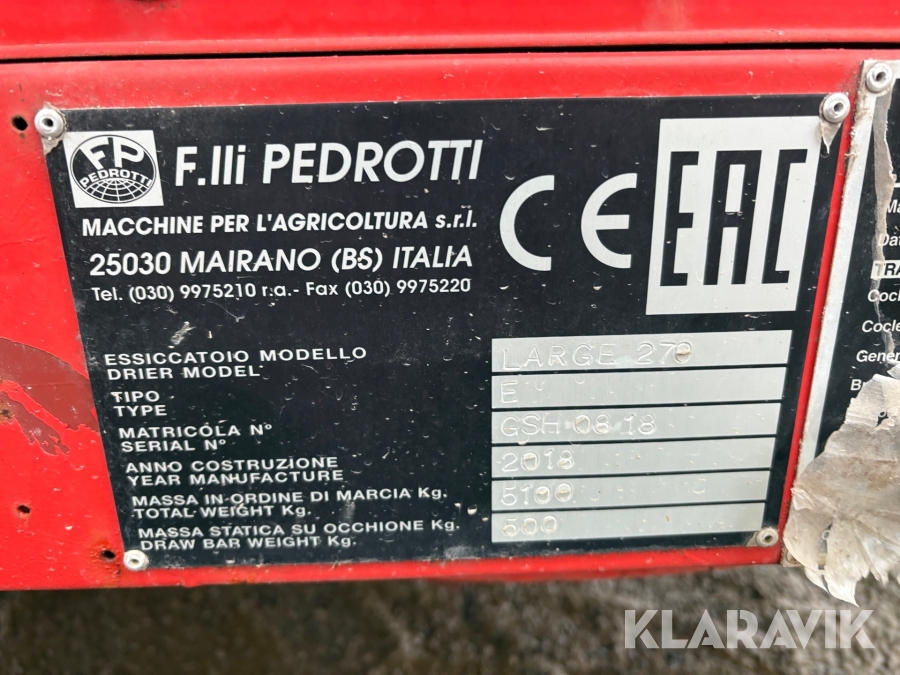 FP
PEDROTTI
F.lli PEDROTTI
MACCHINE PER L'AGRICOLTURA s.r.l.
25030 MAIRANO (BS) ITALIA
Tel. (030) 9975210 r.a.- Fax (030) 9975220
CE
EAC
ESSICCATOIO MODELLO
DRIER MODEL
LARGE 270
TIPO
TYPE
E
MATRICOLA N°
SERIAL N°
GSH 08 18
ANNO COSTRUZIONE
YEAR MANUFACTURE
2018
MASSA IN ORDINE DI MARCIA Kg.
TOTAL WEIGHT Kg.
5100
MASSA STATICA SU OCCHIONE Kg.
DRAW BAR WEIGHT Kg.
500
KLARAVIK